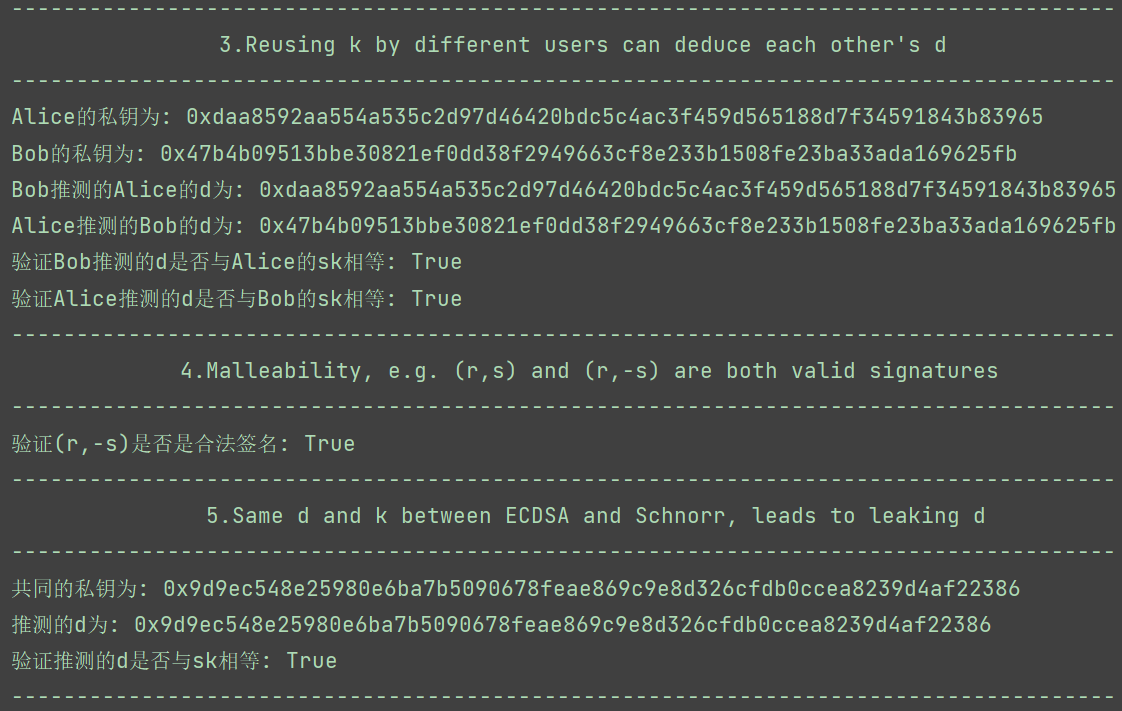 --------------------------------------------------------------------------------------
3.Reusing k by different users can deduce each other's d
--------------------------------------------------------------------------------------
Alice的私钥为: 0xdaa8592aa554a535c2d97d46420bdc5c4ac3f459d565188d7f34591843b83965
Bob的私钥为: 0x47b4b09513bbe30821ef0dd38f2949663cf8e233b1508fe23ba33ada169625fb
Bob推测的Alice的d为: 0xdaa8592aa554a535c2d97d46420bdc5c4ac3f459d565188d7f34591843b83965
Alice推测的Bob的d为: 0x47b4b09513bbe30821ef0dd38f2949663cf8e233b1508fe23ba33ada169625fb
验证Bob推测的d是否与Alice的sk相等: True
验证Alice推测的d是否与Bob的sk相等: True
--------------------------------------------------------------------------------------
4.Malleability, e.g. (r,s) and (r,-s) are both valid signatures
--------------------------------------------------------------------------------------
验证(r,-s)是否是合法签名: True
--------------------------------------------------------------------------------------
5.Same d and k between ECDSA and Schnorr, leads to leaking d
--------------------------------------------------------------------------------------
共同的私钥为: 0x9d9ec548e25980e6ba7b5090678feae869c9e8d326cfdb0ccea8239d4af22386
推测的d为: 0x9d9ec548e25980e6ba7b5090678feae869c9e8d326cfdb0ccea8239d4af22386
验证推测的d是否与sk相等: True
--------------------------------------------------------------------------------------